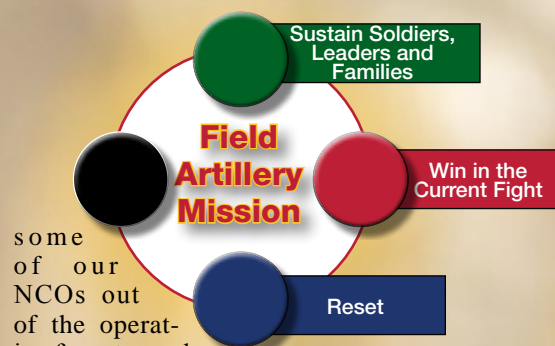 Sustain Soldiers,
Leaders and
Families
Field
Artillery
Mission
Win in the
Current Fight
Reset
some
of our
NCOs out
of the operat-